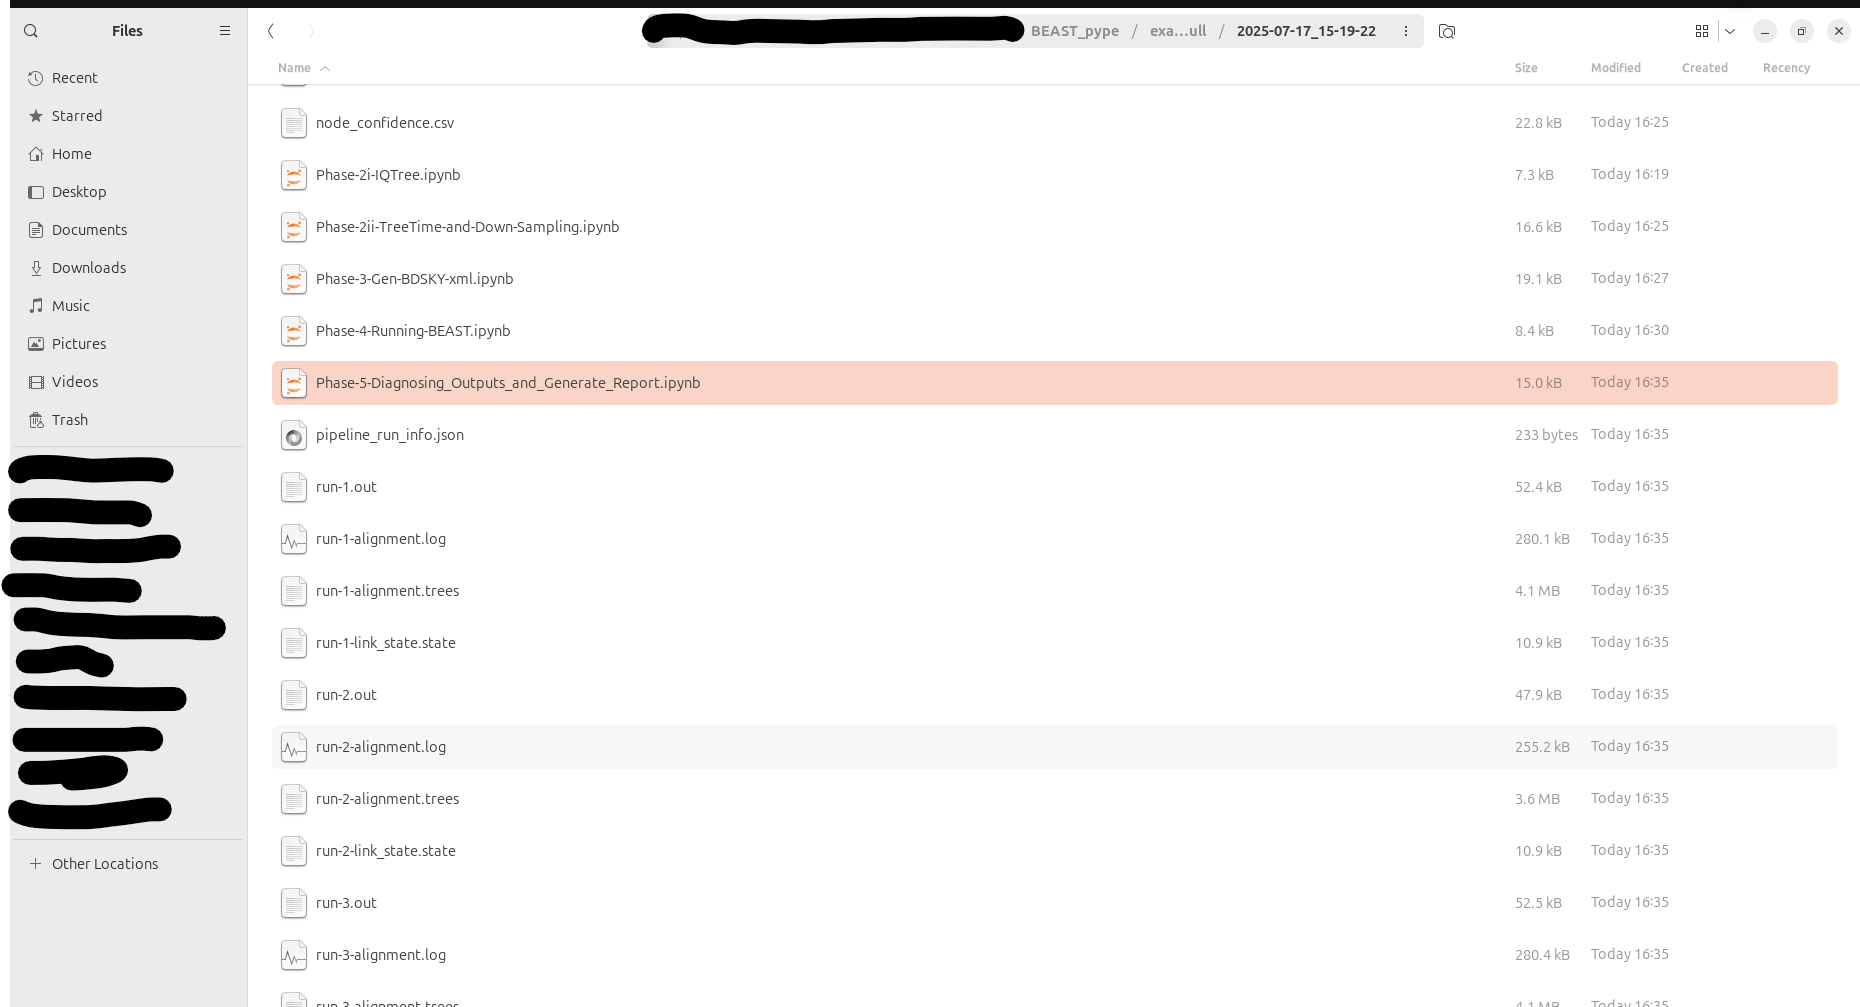 Files
BEAST_pype / exa...ull / 2025-07-17_15-19-22
Name Size Modified Created Recency
Recent
Starred
Home
Desktop
Documents
Downloads
Music
Pictures
Videos
Trash
Other Locations
node_confidence.csv 22.8 kB Today 16:25
Phase-2i-IQTree.ipynb 7.3 kB Today 16:19
Phase-2ii-TreeTime-and-Down-Sampling.ipynb 16.6 kB Today 16:25
Phase-3-Gen-BDSKY-xml.ipynb 19.1 kB Today 16:27
Phase-4-Running-BEAST.ipynb 8.4 kB Today 16:30
Phase-5-Diagnosing_Outputs_and_Generate_Report.ipynb 15.0 kB Today 16:35
pipeline_run_info.json 233 bytes Today 16:35
run-1.out 52.4 kB Today 16:35
run-1-alignment.log 280.1 kB Today 16:35
run-1-alignment.trees 4.1 MB Today 16:35
run-1-link_state.state 10.9 kB Today 16:35
run-2.out 47.9 kB Today 16:35
run-2-alignment.log 255.2 kB Today 16:35
run-2-alignment.trees 3.6 MB Today 16:35
run-2-link_state.state 10.9 kB Today 16:35
run-3.out 52.5 kB Today 16:35
run-3-alignment.log 280.4 kB Today 16:35
run-3-alignment.trees 4.1 MB Today 16:35